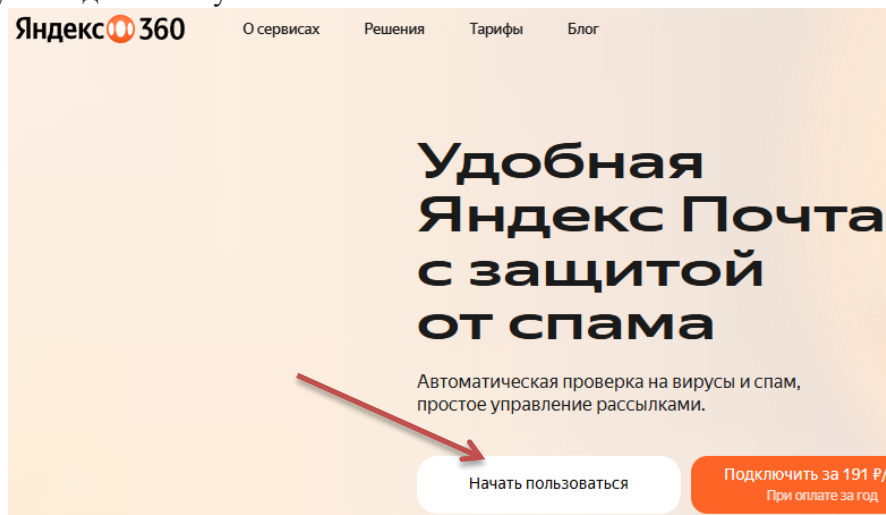 Яндекс 360
О сервисах Решения Тарифы Блог
Удобная
Яндекс Почта
с защитой
от спама
Автоматическая проверка на вирусы и спам,
простое управление рассылками.
Начать пользоваться
Подключить за 191 ₽/
При оплате за год